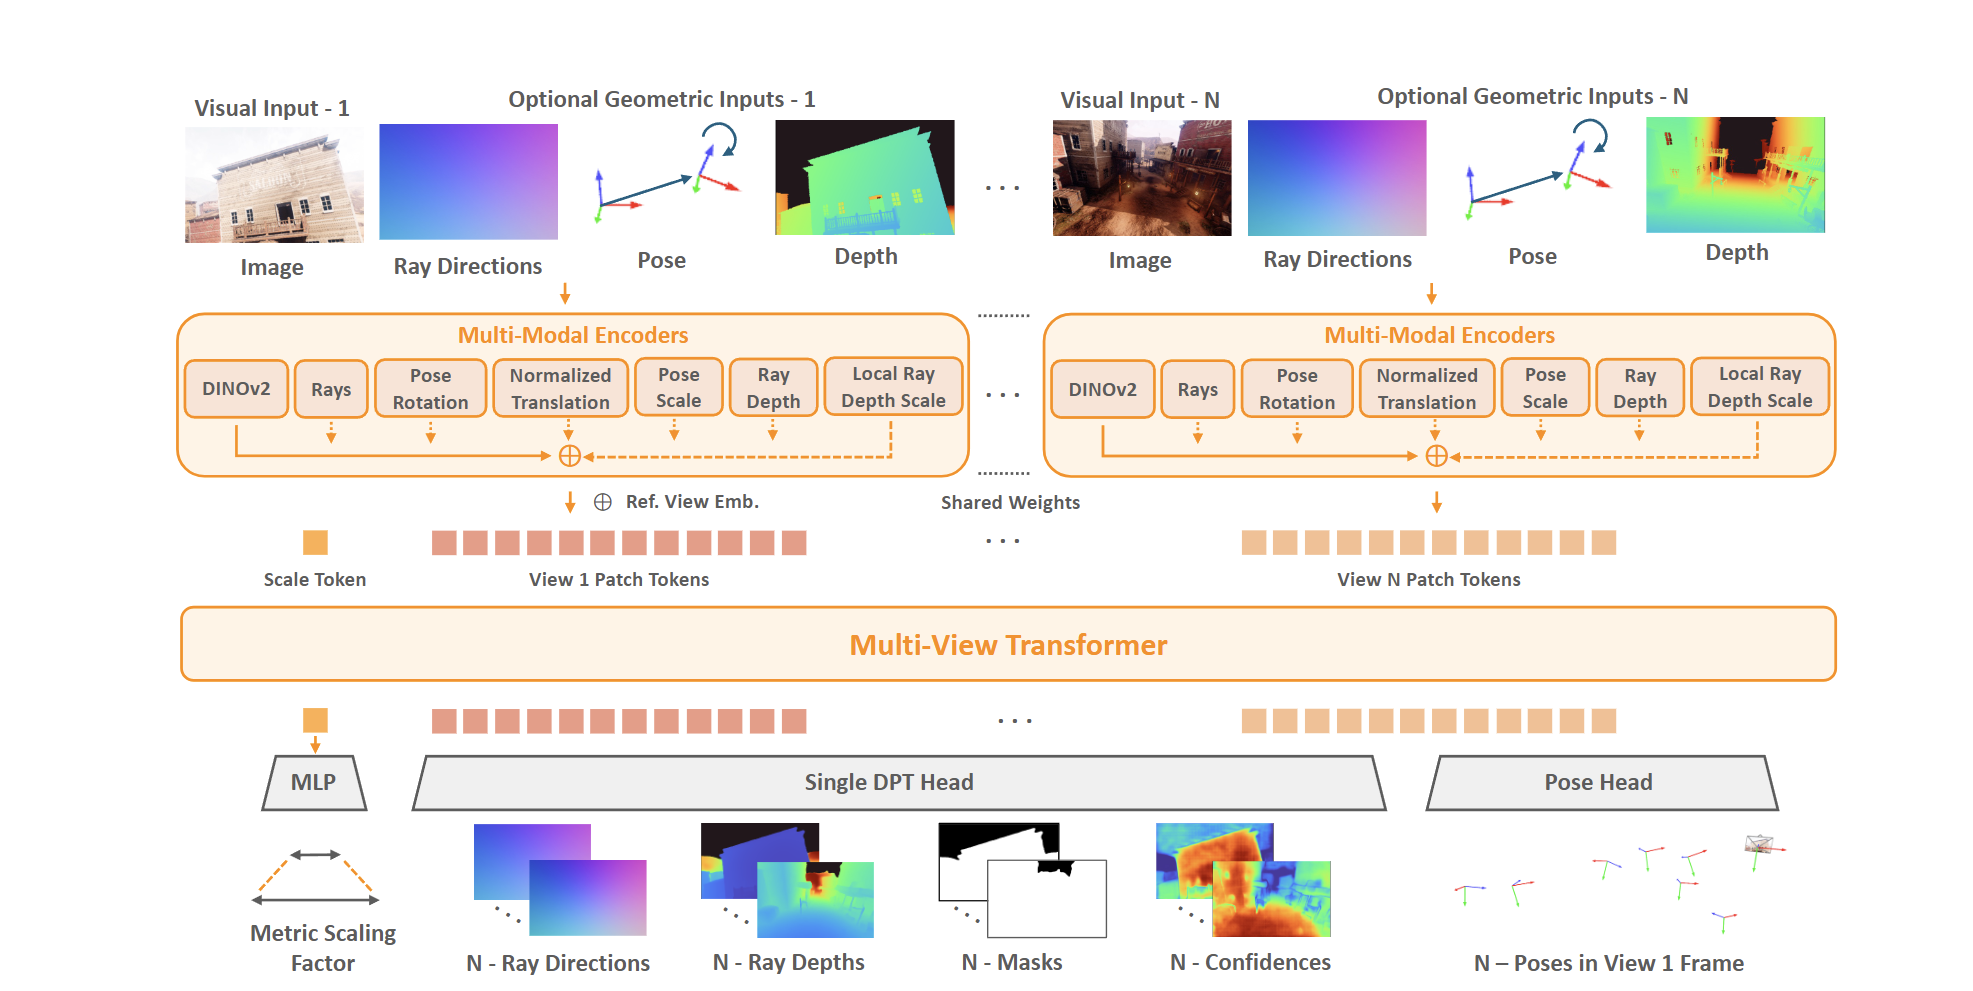 Visual Input - 1
Optional Geometric Inputs - 1
Visual Input - N
Optional Geometric Inputs - N
Image
Ray Directions
Pose
Depth
. . .
Image
Ray Directions
Pose
Depth
Multi-Modal Encoders
..........
Multi-Modal Encoders
DINOv2
Rays
Pose
Rotation
Normalized
Translation
Pose
Scale
Ray
Depth
Local Ray
Depth Scale
. . .
DINOv2
Rays
Pose
Rotation
Normalized
Translation
Pose
Scale
Ray
Depth
Local Ray
Depth Scale
..........
⊕ Ref. View Emb.
Shared Weights
. . .
Scale Token
View 1 Patch Tokens
View N Patch Tokens
Multi-View Transformer
. . .
MLP
Single DPT Head
Pose Head
Metric Scaling
Factor
N - Ray Directions
N - Ray Depths
N - Masks
N - Confidences
N – Poses in View 1 Frame